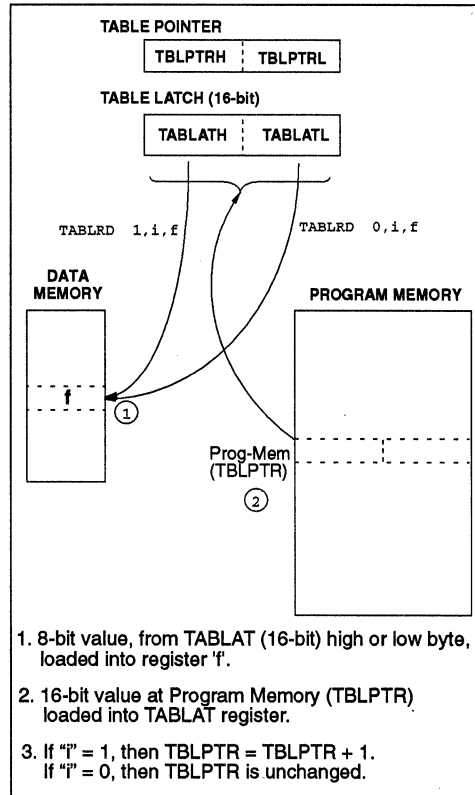 TABLE POINTER
TBLPTRH TBLPTRL
TABLE LATCH (16-bit)
TABLATH TABLATL
TABLRD 1,i,f
TABLRD 0,i,f
DATA
MEMORY
PROGRAM MEMORY
f
1
Prog-Mem
(TBLPTR)
2
1. 8-bit value, from TABLAT (16-bit) high or low byte,
loaded into register 'f'.
2. 16-bit value at Program Memory (TBLPTR)
loaded into TABLAT register.
3. If "i" = 1, then TBLPTR = TBLPTR + 1.
If "i" = 0, then TBLPTR is unchanged.